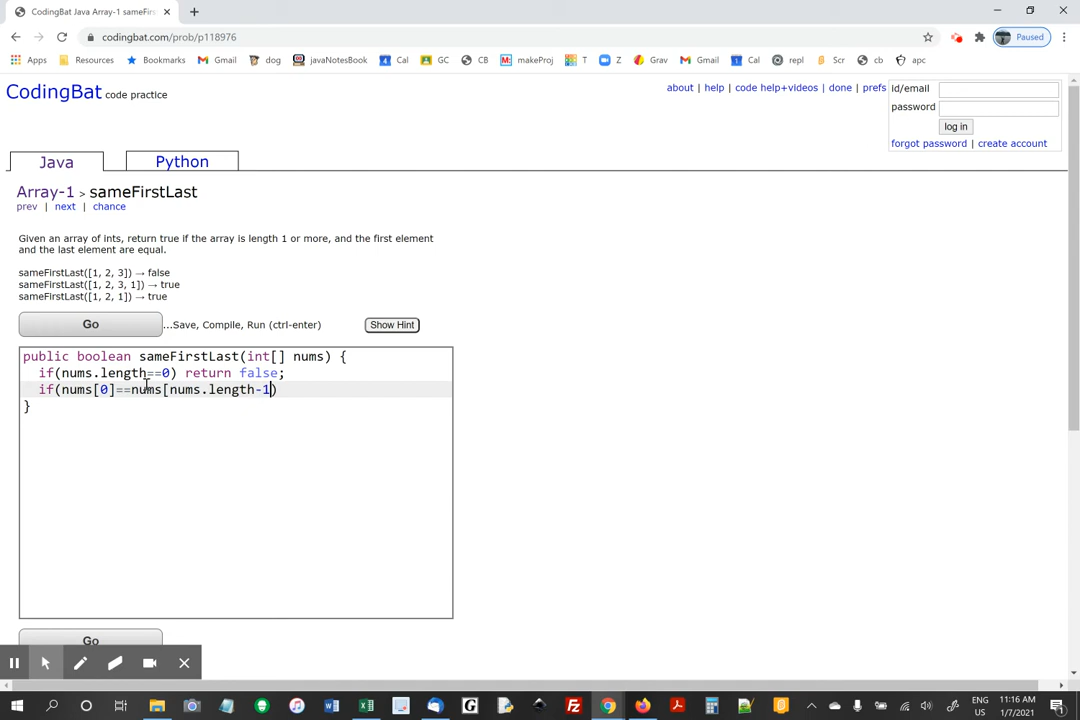 CodingBat Java Array-1 sameFirs
codingbat.com/prob/p118976
Paused
Apps Resources Bookmarks Gmail dog javaNotesBook Cal GC CB makeProj T Z Grav Gmail Cal repl Scr cb apc
CodingBat code practice
about | help | code help+videos | done | prefs
id/email
password
log in
forgot password | create account
Java
Python
Array-1 > sameFirstLast
prev | next | chance
Given an array of ints, return true if the array is length 1 or more, and the first element
and the last element are equal.
sameFirstLast([1, 2, 3]) → false
sameFirstLast([1, 2, 3, 1]) → true
sameFirstLast([1, 2, 1]) → true
Go
...Save, Compile, Run (ctrl-enter)
Show Hint
public boolean sameFirstLast(int[] nums) {
if(nums.length==0) return false;
if(nums[0]==nums[nums.length-1)
}
Go
ENG
US
11:16 AM
1/7/2021